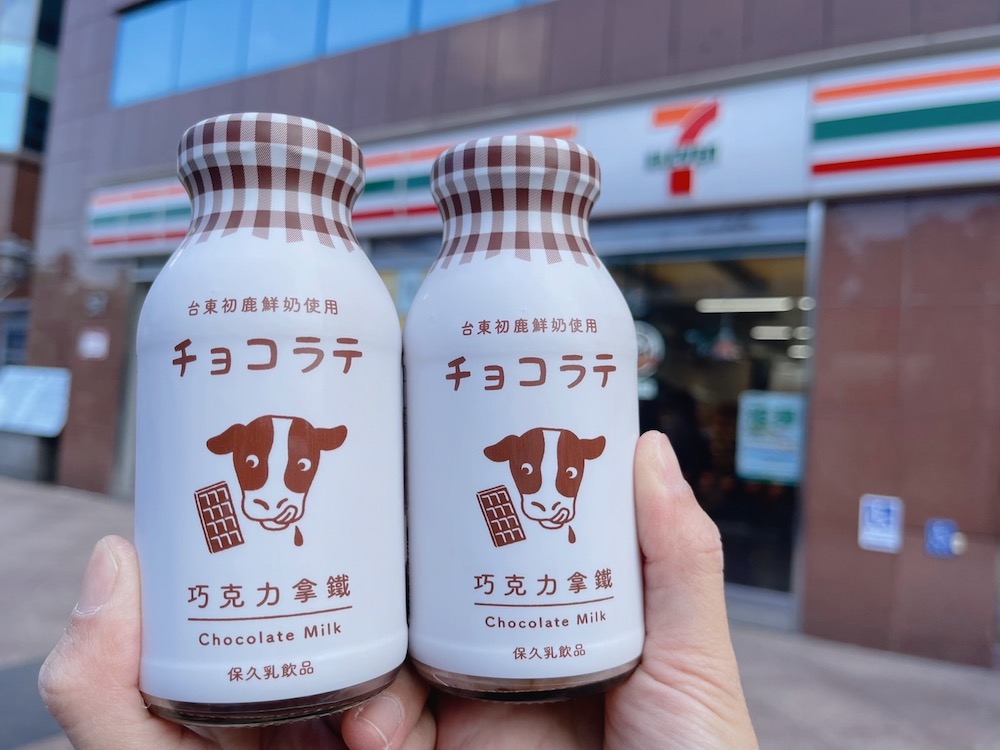 台東初鹿鮮奶使用
チョコラテ
巧克力拿鐵
Chocolate Milk
保久乳飲品
台東初鹿鮮奶使用
チョコラテ
巧克力拿鐵
Chocolate Milk
保久乳飲品
7
ELEVEN